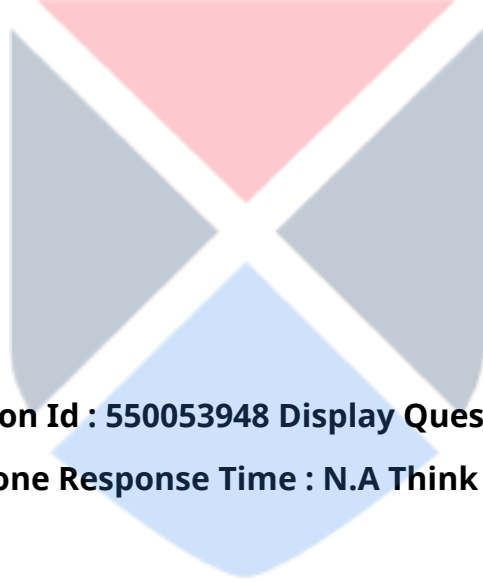 on Id : 550053948 Display Ques
one Response Time : N.A Think